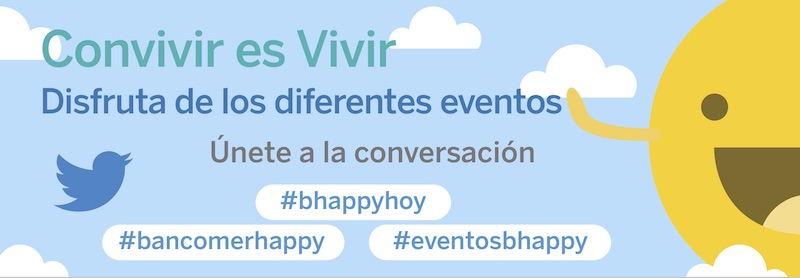 Convivir es Vivir
Disfruta de los diferentes eventos
Únete a la conversación
#bhappyhoy
#bancomerhappy #eventosbhappy